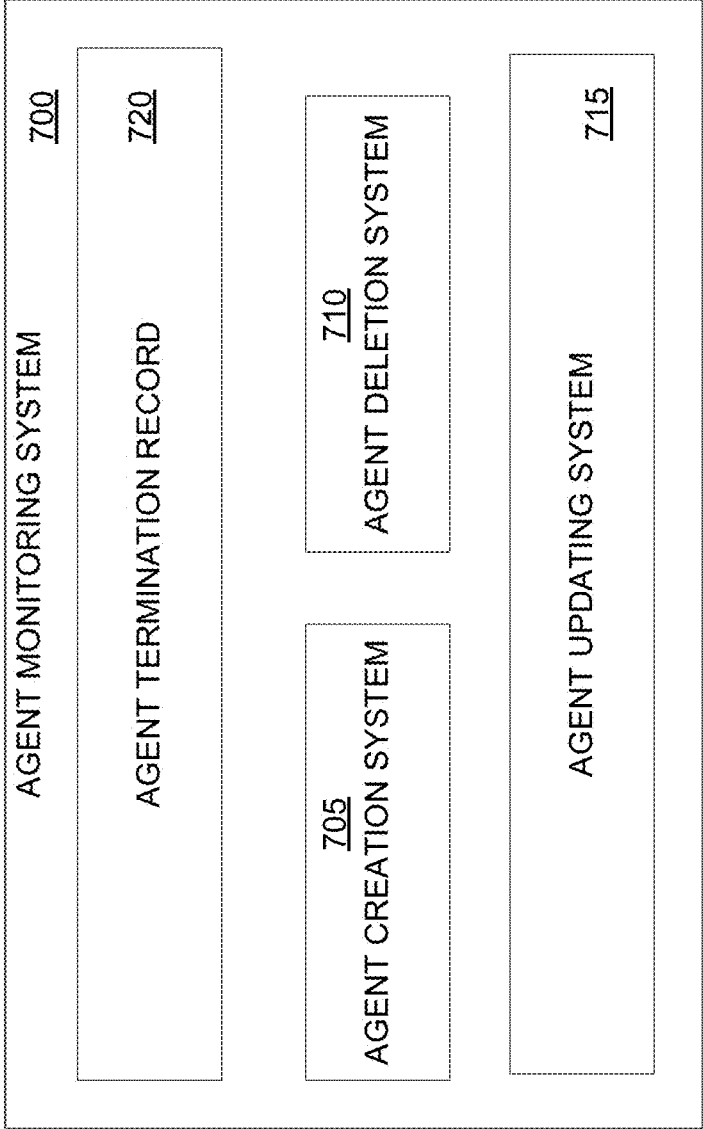 AGENT MONITORING SYSTEM 700
AGENT TERMINATION RECORD 720
705
AGENT CREATION SYSTEM
710
AGENT DELETION SYSTEM
AGENT UPDATING SYSTEM 715